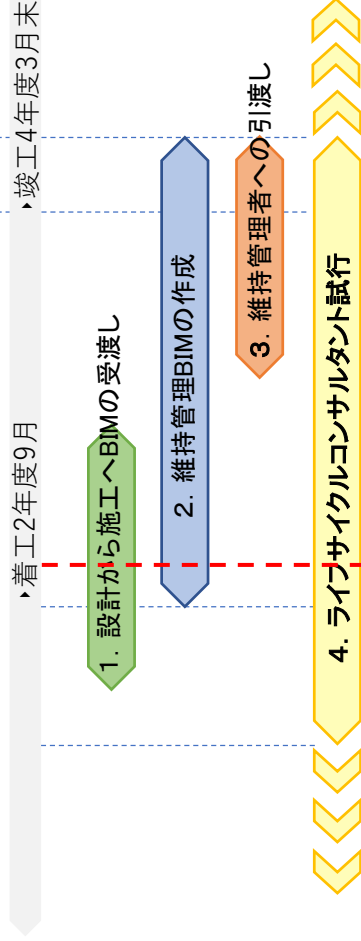 ▸着工2年度9月
▸竣工4年度3月末
1. 設計から施工へBIMの受渡し
2. 維持管理BIMの作成
3. 維持管理者への引渡し
4. ライフサイクルコンサルタント試行